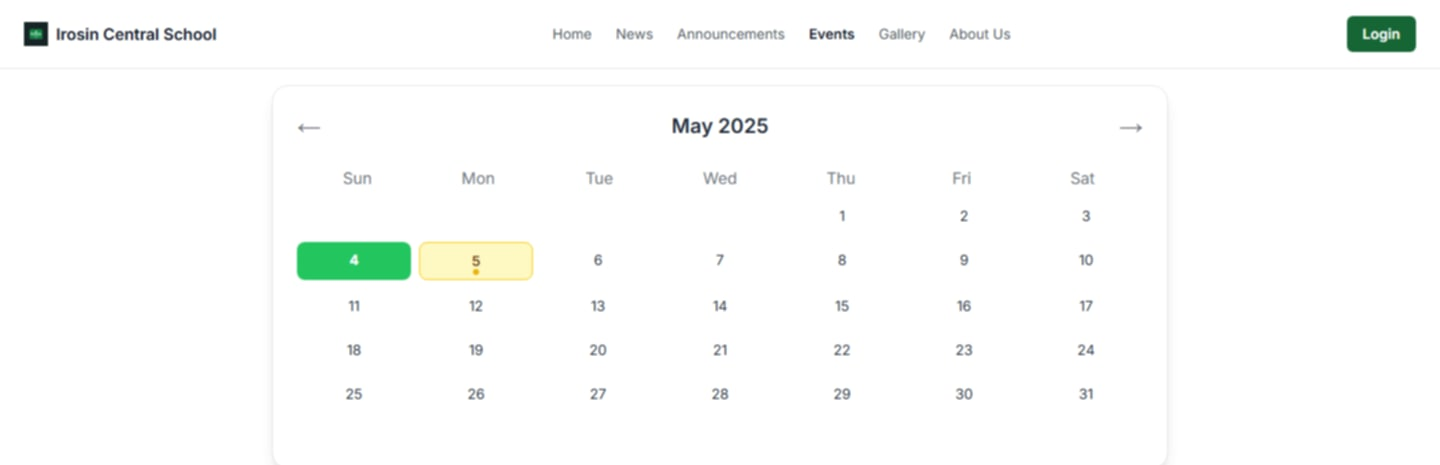 Irosin Central School Home News Announcements Events Gallery About Us Login
← May 2025 →
Sun Mon Tue Wed Thu Fri Sat
1 2 3
4 5 6 7 8 9 10
11 12 13 14 15 16 17
18 19 20 21 22 23 24
25 26 27 28 29 30 31